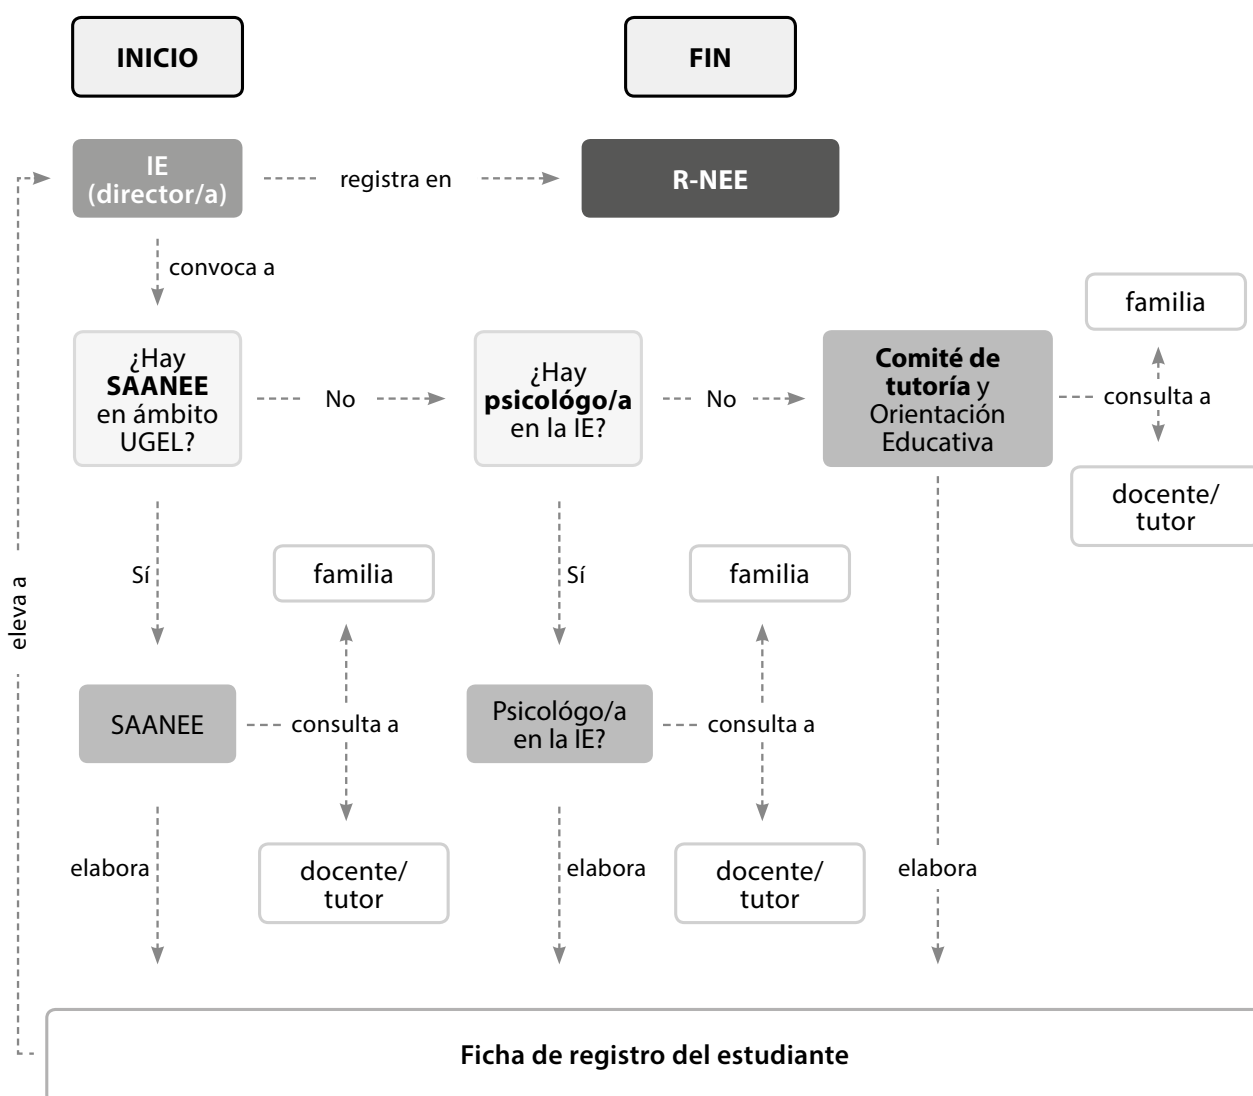 INICIO
FIN
IE
(director/a)
registra en
R-NEE
convoca a
familia
¿Hay
SAANEE
en ámbito
UGEL?
No
¿Hay
psicológo/a
en la IE?
No
Comité de
tutoría y
Orientación
Educativa
consulta a
docente/
tutor
Sí
familia
Sí
familia
eleva a
SAANEE
consulta a
Psicológo/a
en la IE?
consulta a
elabora
docente/
tutor
elabora
docente/
tutor
elabora
Ficha de registro del estudiante